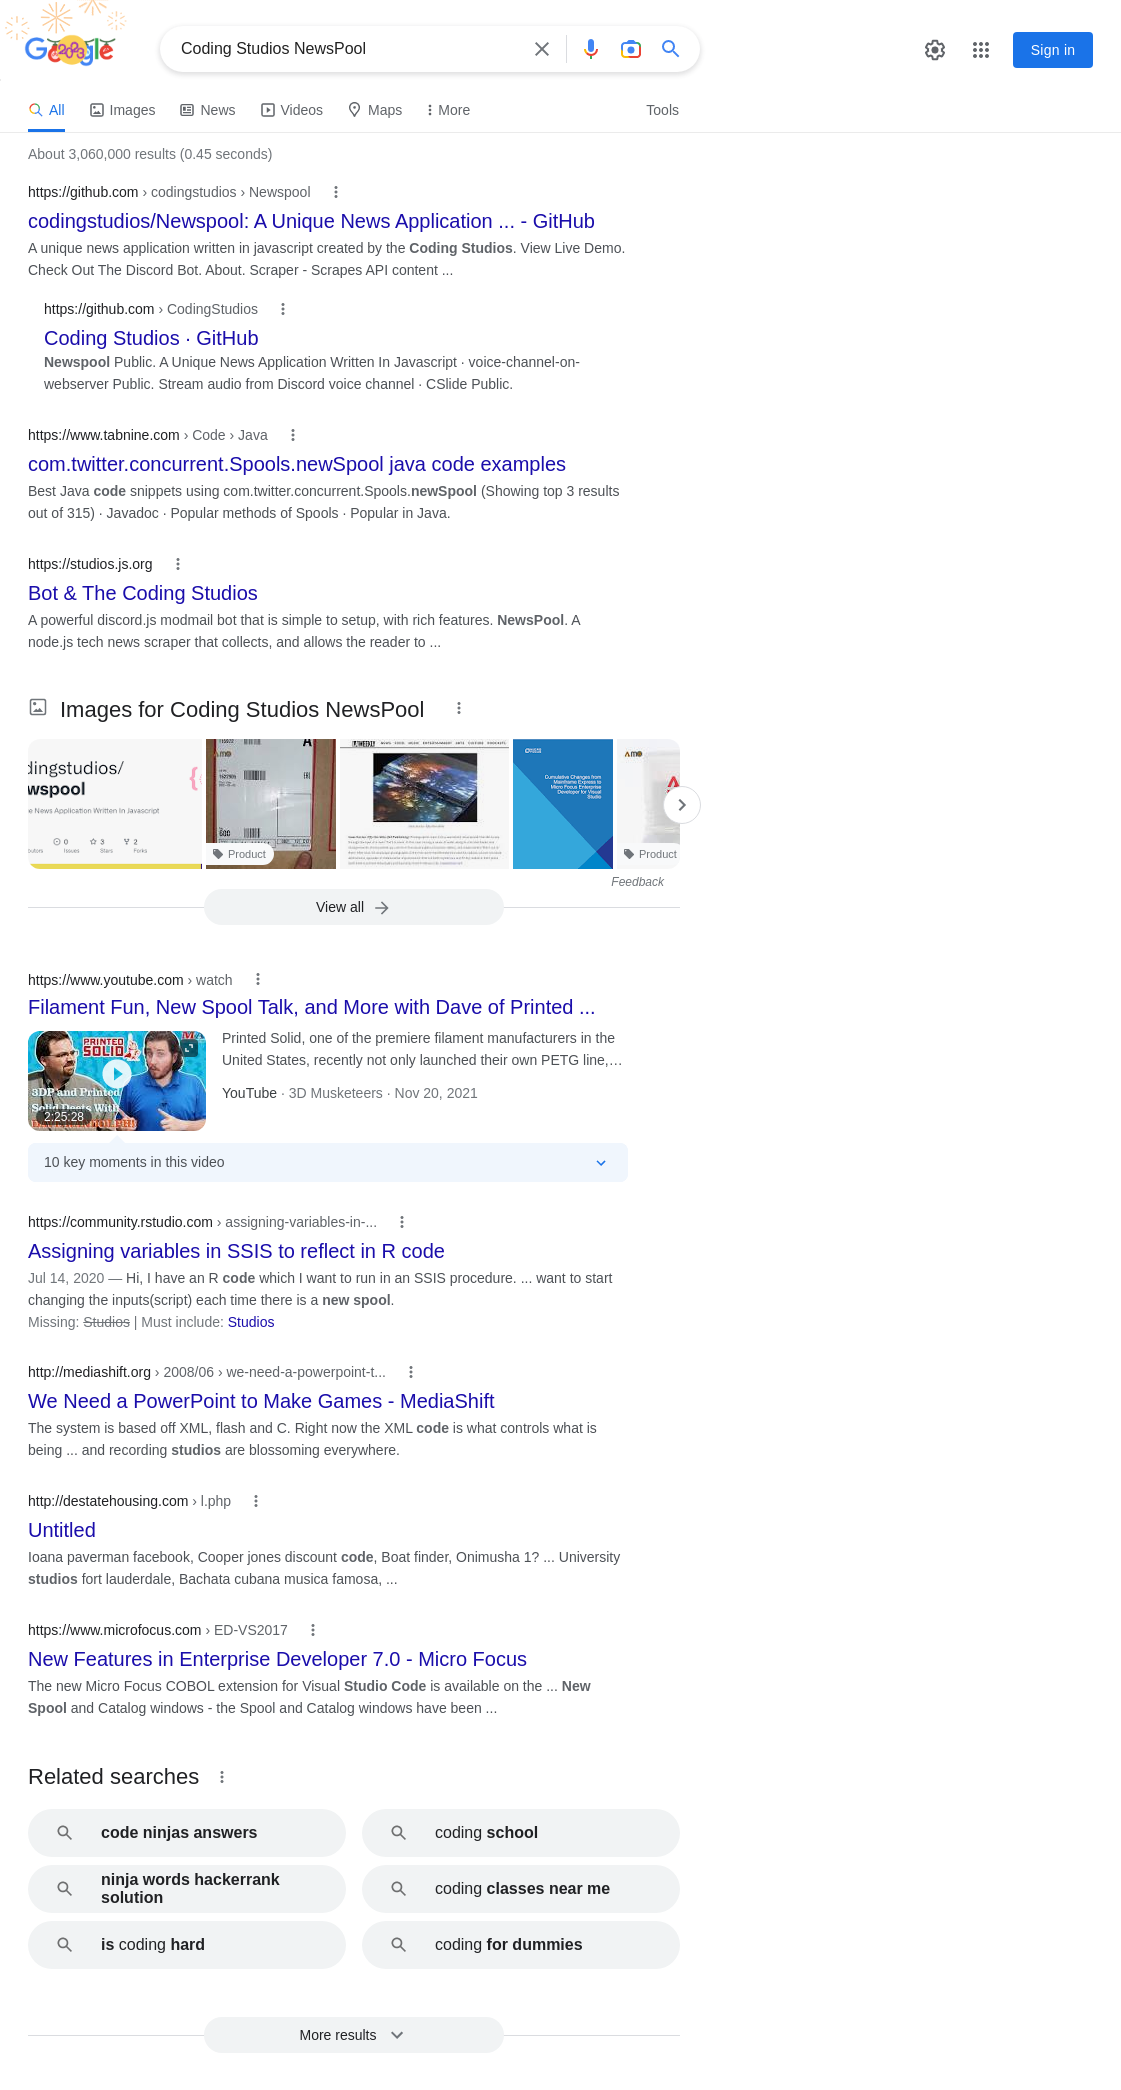 Google
Coding Studios NewsPool
Sign in
All
Images
News
Videos
Maps
More
Tools
About 3,060,000 results (0.45 seconds)
https://github.com › codingstudios › Newspool
codingstudios/Newspool: A Unique News Application ... - GitHub
A unique news application written in javascript created by the Coding Studios. View Live Demo.
Check Out The Discord Bot. About. Scraper - Scrapes API content ...
https://github.com › CodingStudios
Coding Studios · GitHub
Newspool Public. A Unique News Application Written In Javascript · voice-channel-on-
webserver Public. Stream audio from Discord voice channel · CSlide Public.
https://www.tabnine.com › Code › Java
com.twitter.concurrent.Spools.newSpool java code examples
Best Java code snippets using com.twitter.concurrent.Spools.newSpool (Showing top 3 results
out of 315) · Javadoc · Popular methods of Spools · Popular in Java.
https://studios.js.org
Bot & The Coding Studios
A powerful discord.js modmail bot that is simple to setup, with rich features. NewsPool. A
node.js tech news scraper that collects, and allows the reader to ...
Images for Coding Studios NewsPool
dingstudios/
wspool
e News Application Written In Javascript
0
Issues
3
Stars
2
Forks
Product
Cumulative Changes from
Mainframe Express to
Micro Focus Enterprise
Developer for Visual
Studio
Product
Feedback
View all
https://www.youtube.com › watch
Filament Fun, New Spool Talk, and More with Dave of Printed ...
PRINTED
SOLID
3DP and Printed
Solid Deets With
2:25:28
Printed Solid, one of the premiere filament manufacturers in the
United States, recently not only launched their own PETG line,…
YouTube · 3D Musketeers · Nov 20, 2021
10 key moments in this video
https://community.rstudio.com › assigning-variables-in-...
Assigning variables in SSIS to reflect in R code
Jul 14, 2020 — Hi, I have an R code which I want to run in an SSIS procedure. ... want to start
changing the inputs(script) each time there is a new spool.
Missing: Studios | Must include: Studios
http://mediashift.org › 2008/06 › we-need-a-powerpoint-t...
We Need a PowerPoint to Make Games - MediaShift
The system is based off XML, flash and C. Right now the XML code is what controls what is
being ... and recording studios are blossoming everywhere.
http://destatehousing.com › l.php
Untitled
Ioana paverman facebook, Cooper jones discount code, Boat finder, Onimusha 1? ... University
studios fort lauderdale, Bachata cubana musica famosa, ...
https://www.microfocus.com › ED-VS2017
New Features in Enterprise Developer 7.0 - Micro Focus
The new Micro Focus COBOL extension for Visual Studio Code is available on the ... New
Spool and Catalog windows - the Spool and Catalog windows have been ...
Related searches
code ninjas answers
coding school
ninja words hackerrank
solution
coding classes near me
is coding hard
coding for dummies
More results